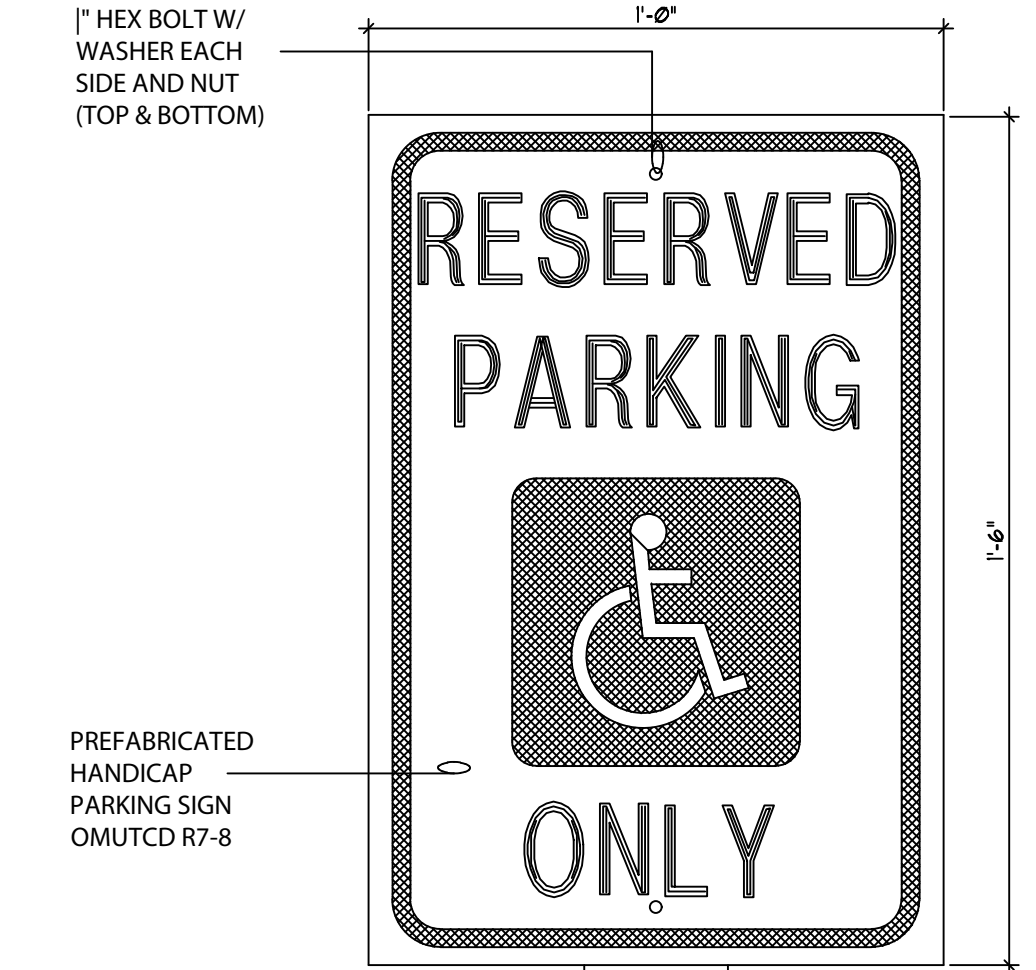 |" HEX BOLT W/
WASHER EACH
SIDE AND NUT
(TOP & BOTTOM)
1'-0"
RESERVED
PARKING
1'-6"
PREFABRICATED
HANDICAP
PARKING SIGN
OMUTCD R7-8
ONLY